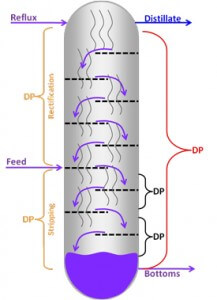 Reflux
Distillate
Rectification
DP
DP
Feed
DP
Stripping
DP
DP
Bottoms